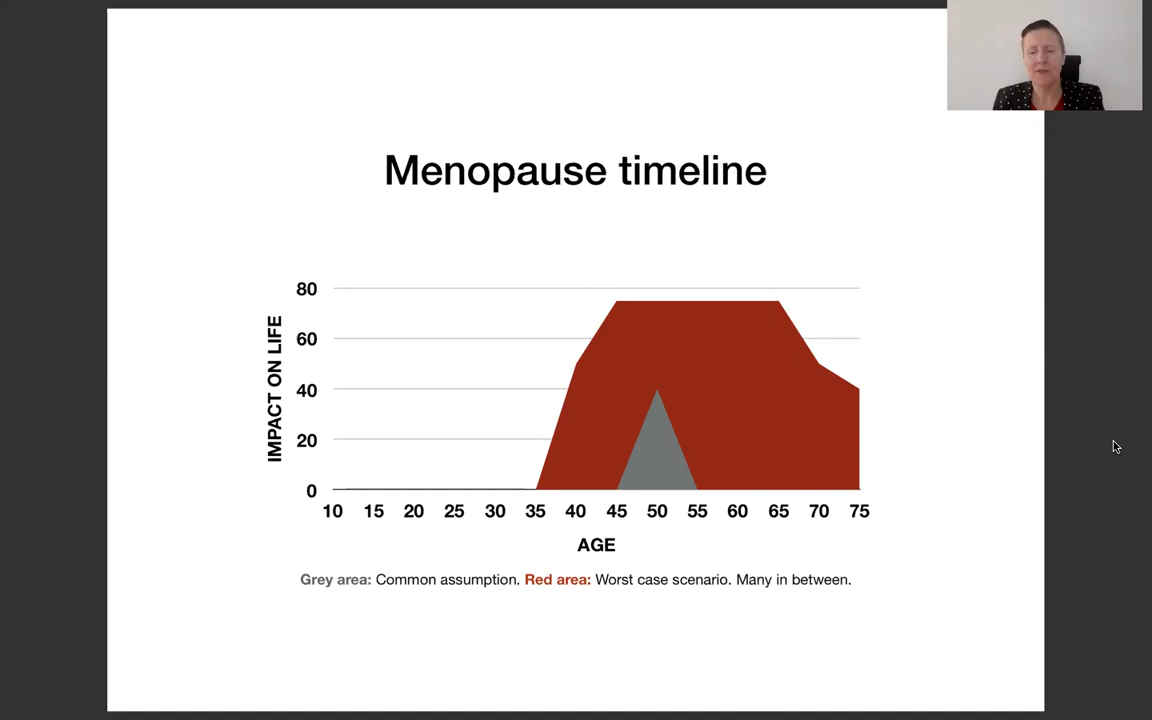 Menopause timeline
80
60
40
20
0
IMPACT ON LIFE
10 15 20 25 30 35 40 45 50 55 60 65 70 75
AGE
Grey area: Common assumption. Red area: Worst case scenario. Many in between.